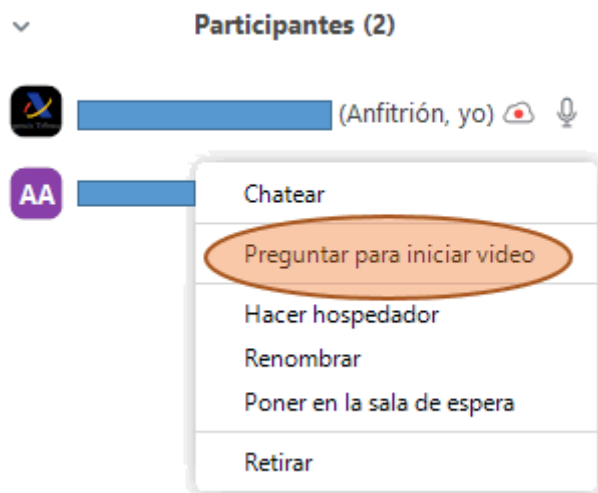 Participantes (2)
(Anfitrión, yo)
AA
Chatear
Preguntar para iniciar video
Hacer hospedador
Renombrar
Poner en la sala de espera
Retirar